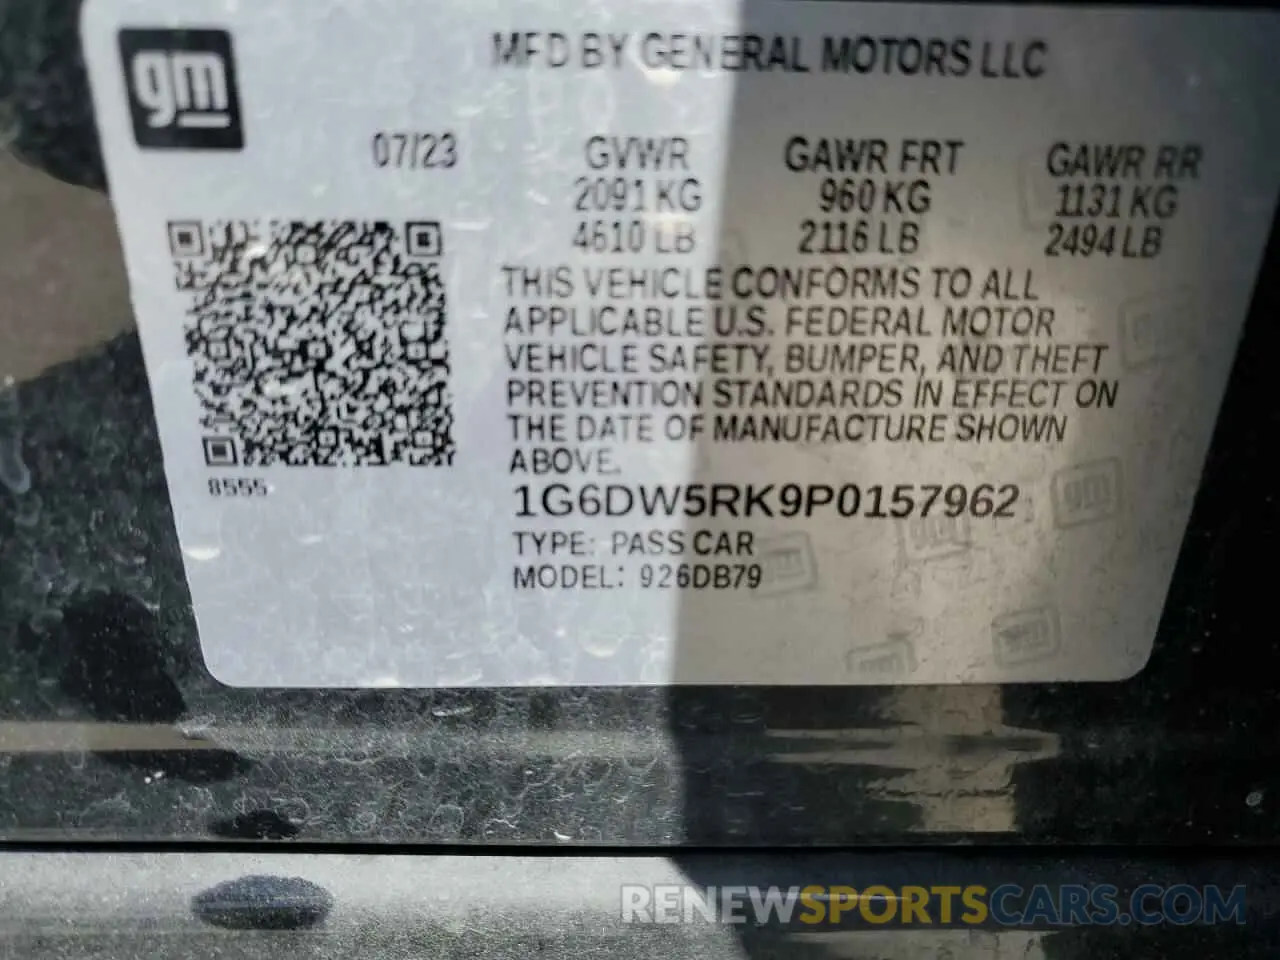 gm
MFD BY GENERAL MOTORS LLC
07/23
GVWR
2091 KG
4610 LB
GAWR FRT
960 KG
2116 LB
GAWR RR
1131 KG
2494 LB
THIS VEHICLE CONFORMS TO ALL
APPLICABLE U.S. FEDERAL MOTOR
VEHICLE SAFETY, BUMPER, AND THEFT
PREVENTION STANDARDS IN EFFECT ON
THE DATE OF MANUFACTURE SHOWN
ABOVE.
8555
1G6DW5RK9P0157962
TYPE: PASS CAR
MODEL: 926DB79
gm
RENEWSPORTSCARS.COM